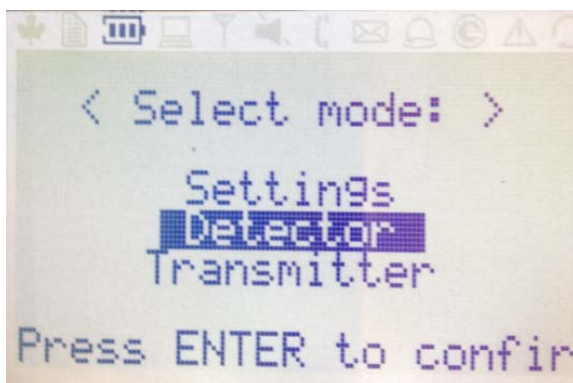 < Select mode: >
Settings
Detector
Transmitter
Press ENTER to confir